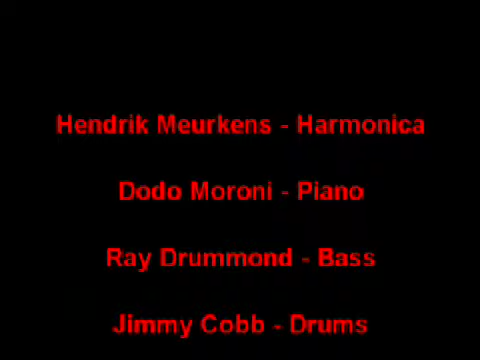 Hendrik Meurkens - Harmonica
Dodo Moroni - Piano
Ray Drummond - Bass
Jimmy Cobb - Drums